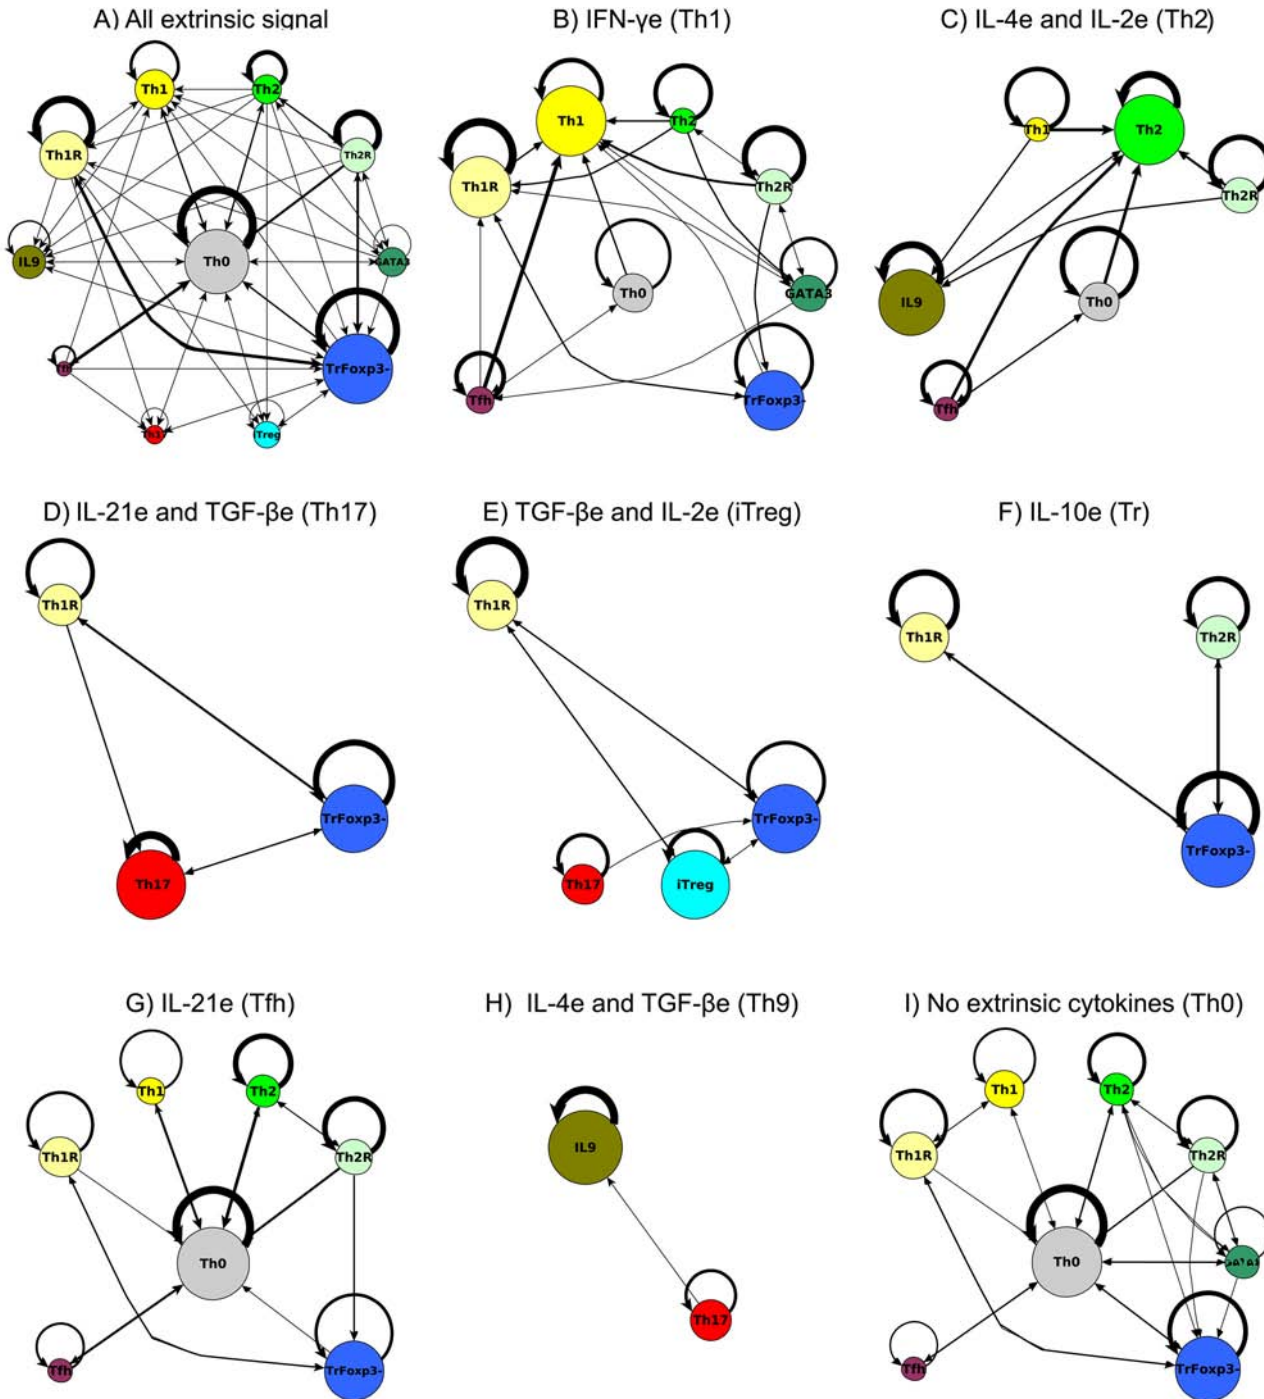 A) All extrinsic signal
B) IFN-γe (Th1)
C) IL-4e and IL-2e (Th2)
Th1
Th2
Th1R
Th2R
Th0
IL9
GATA3
Tfh
TrFoxp3-
Th17
iTreg
Th1
Th2
Th1R
Th2R
Th0
GATA3
Tfh
TrFoxp3-
Th1
Th2
Th2R
IL9
Th0
Tfh
D) IL-21e and TGF-βe (Th17)
E) TGF-βe and IL-2e (iTreg)
F) IL-10e (Tr)
Th1R
TrFoxp3-
Th17
Th1R
TrFoxp3-
Th17
iTreg
Th1R
Th2R
TrFoxp3-
G) IL-21e (Tfh)
H) IL-4e and TGF-βe (Th9)
I) No extrinsic cytokines (Th0)
Th1
Th2
Th1R
Th2R
Th0
Tfh
TrFoxp3-
IL9
Th17
Th1
Th2
Th1R
Th2R
Th0
GATA3
Tfh
TrFoxp3-